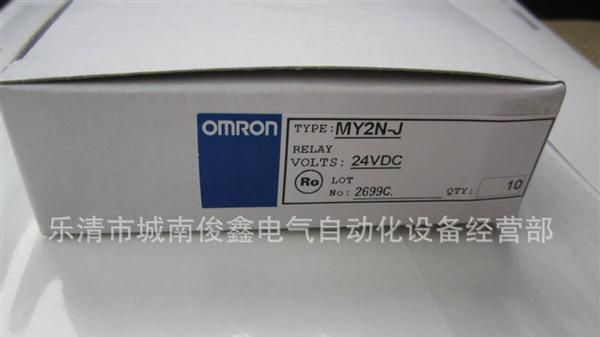 OMRON
TYPE: MY2N-J
RELAY
VOLTS: 24VDC
Ro
LOT
No: 2699C.
QTY: 10
乐清市城南俊鑫电气自动化设备经营部